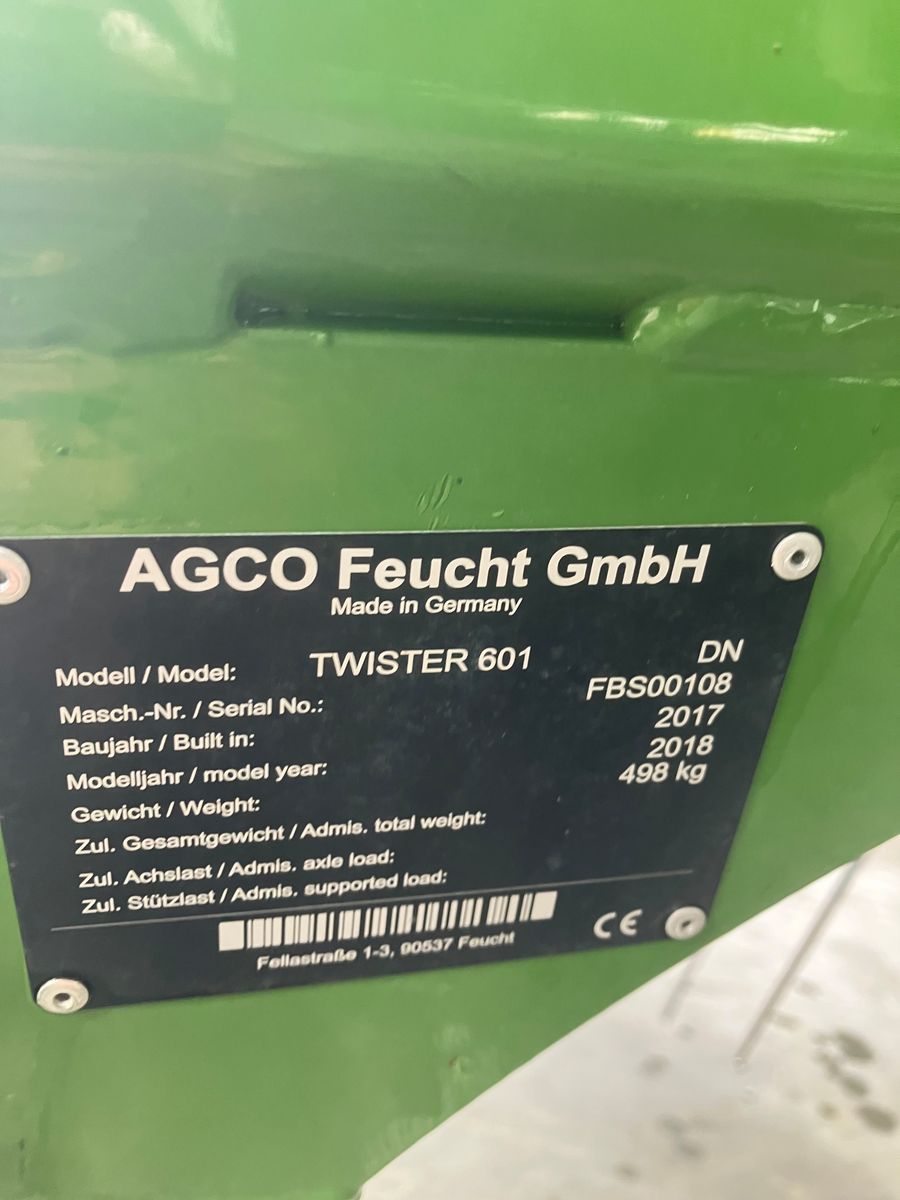 AGCO Feucht GmbH
Made in Germany
Modell / Model: TWISTER 601 DN
Masch.-Nr. / Serial No.: FBS00108
Baujahr / Built in: 2017
Modelljahr / model year: 2018
Gewicht / Weight: 498 kg
Zul. Gesamtgewicht / Admis. total weight:
Zul. Achslast / Admis. axle load:
Zul. Stützlast / Admis. supported load:
CE
Fellastraße 1-3, 90537 Feucht